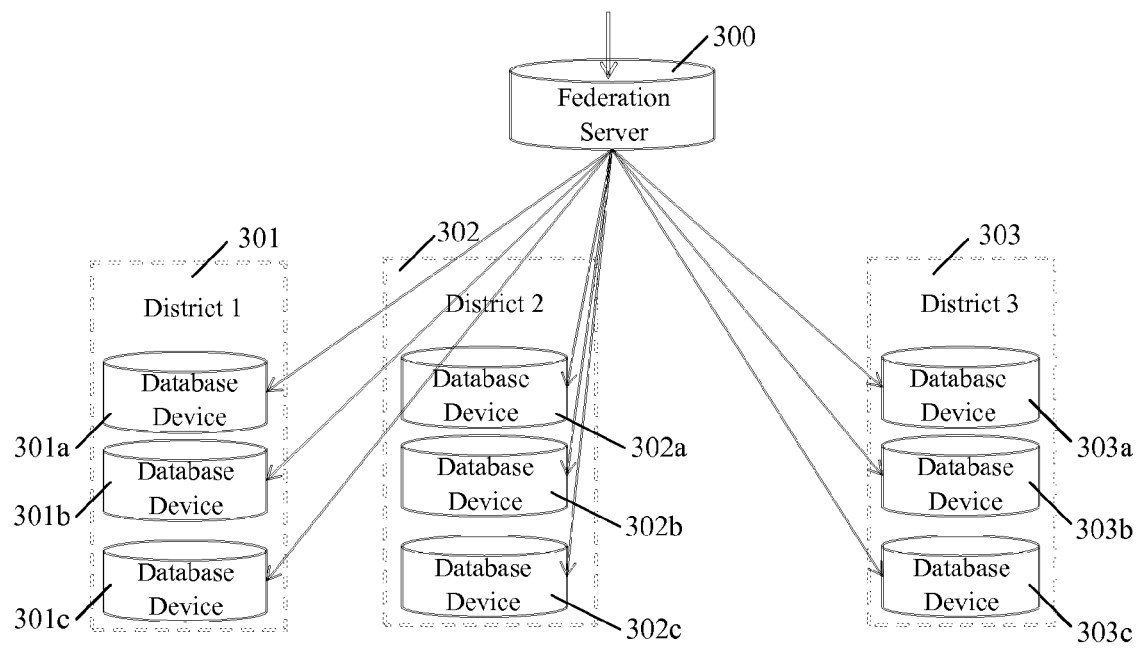 300
Federation
Server
301
302
303
District 1
District 2
District 3
Database
Device
301a
Database
Device
301b
Database
Device
301c
Database
Device
302a
Database
Device
302b
Database
Device
302c
Database
Device
303a
Database
Device
303b
Database
Device
303c